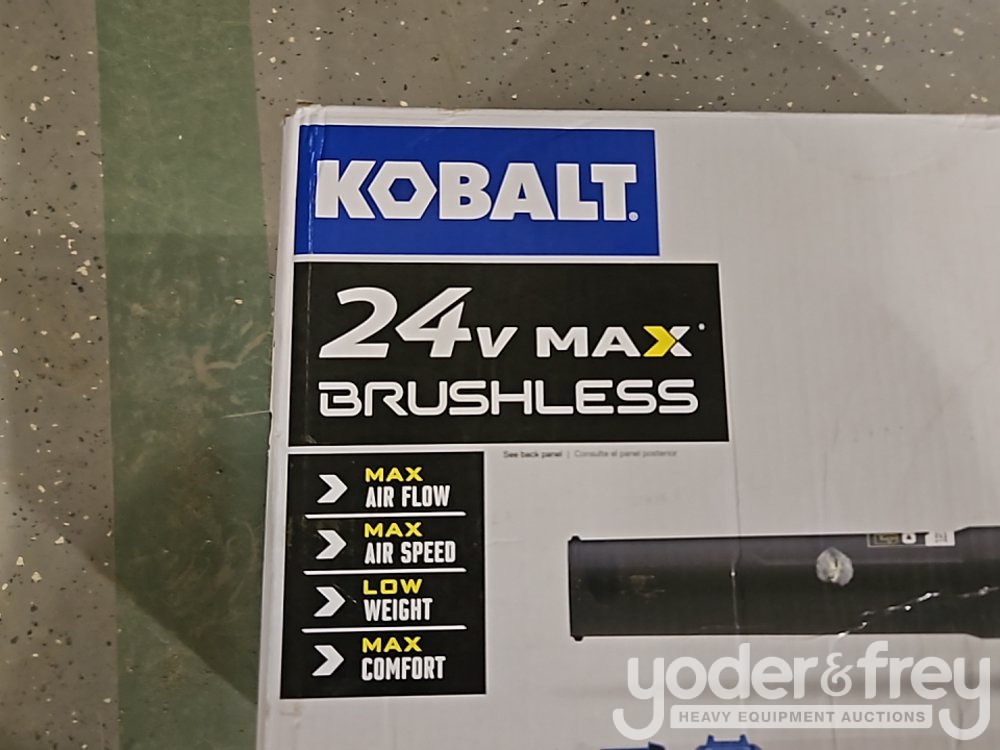 KOBALT
24V MAX
BRUSHLESS
See back panel | Consulte el panel posterior
MAX
AIR FLOW
MAX
AIR SPEED
LOW
WEIGHT
MAX
COMFORT
yoder&frey
HEAVY EQUIPMENT AUCTIONS